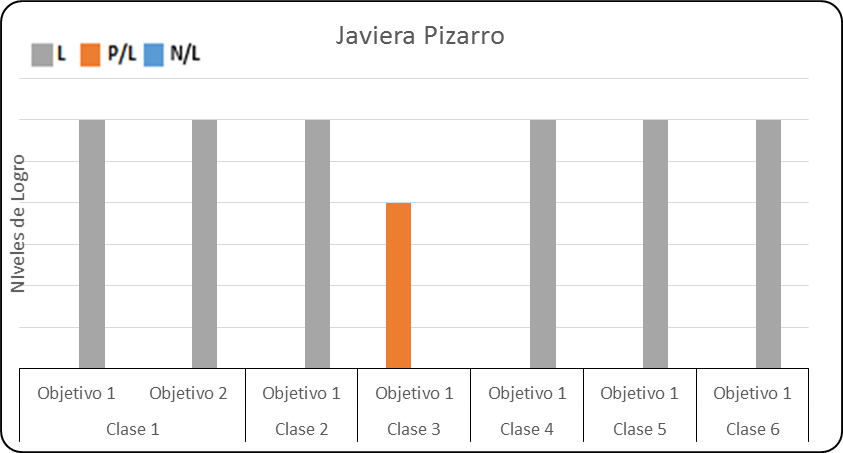 Javiera Pizarro
L P/L N/L
NIveles de Logro
Objetivo 1 Objetivo 2 Objetivo 1 Objetivo 1 Objetivo 1 Objetivo 1 Objetivo 1
Clase 1 Clase 2 Clase 3 Clase 4 Clase 5 Clase 6